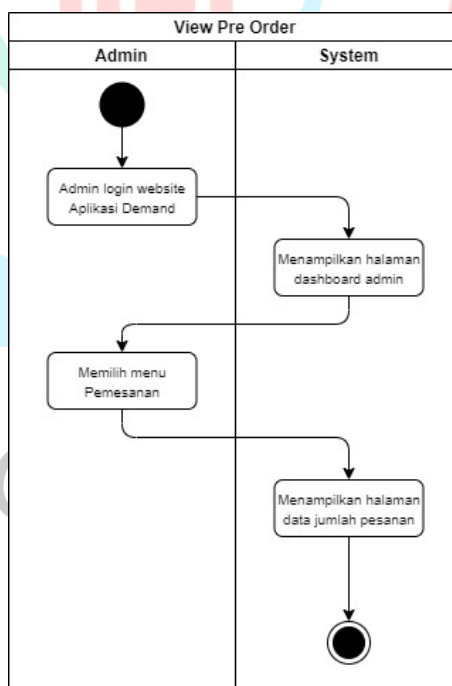 View Pre Order
Admin
System
Admin login website
Aplikasi Demand
Menampilkan halaman
dashboard admin
Memilih menu
Pemesanan
Menampilkan halaman
data jumlah pesanan